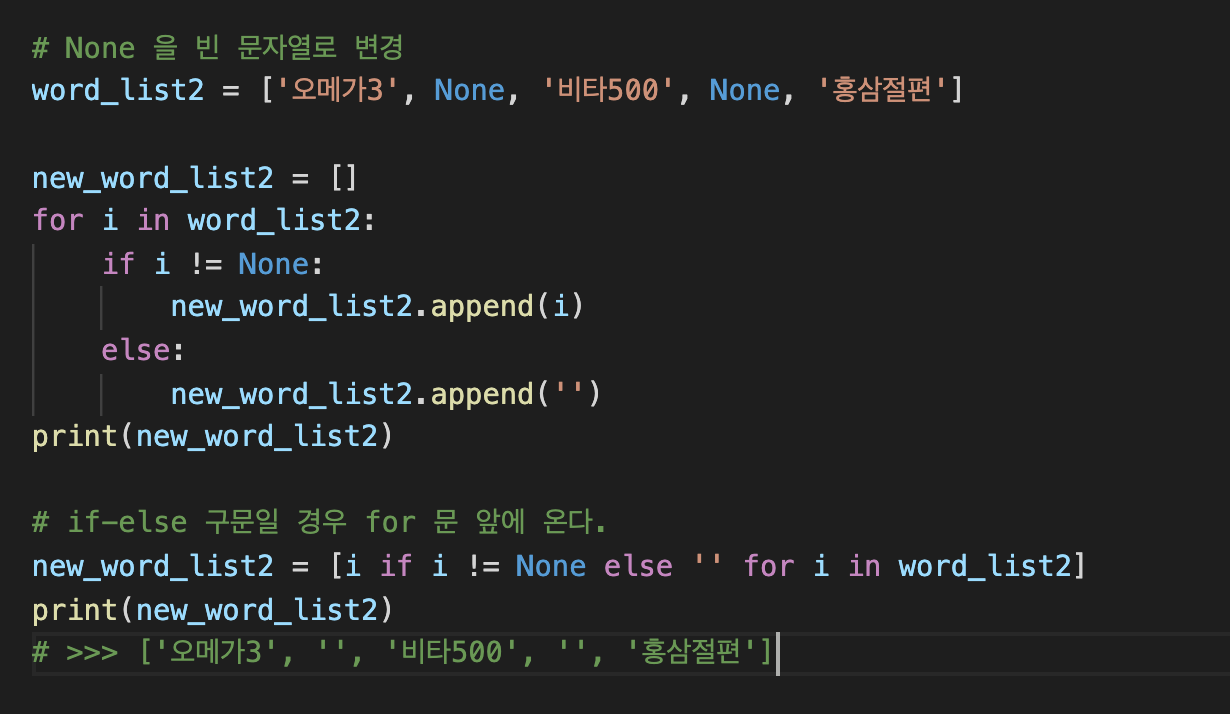 # None 을 빈 문자열로 변경
word_list2 = ['오메가3', None, '비타500', None, '홍삼절편']
new_word_list2 = []
for i in word_list2:
    if i != None:
        new_word_list2.append(i)
    else:
        new_word_list2.append('')
print(new_word_list2)
# if-else 구문일 경우 for 문 앞에 온다.
new_word_list2 = [i if i != None else '' for i in word_list2]
print(new_word_list2)
# >>> ['오메가3', '', '비타500', '', '홍삼절편']